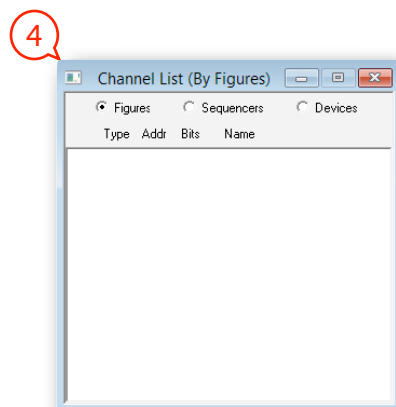 4
Channel List (By Figures)
Figures Sequencers Devices
Type Addr Bits Name